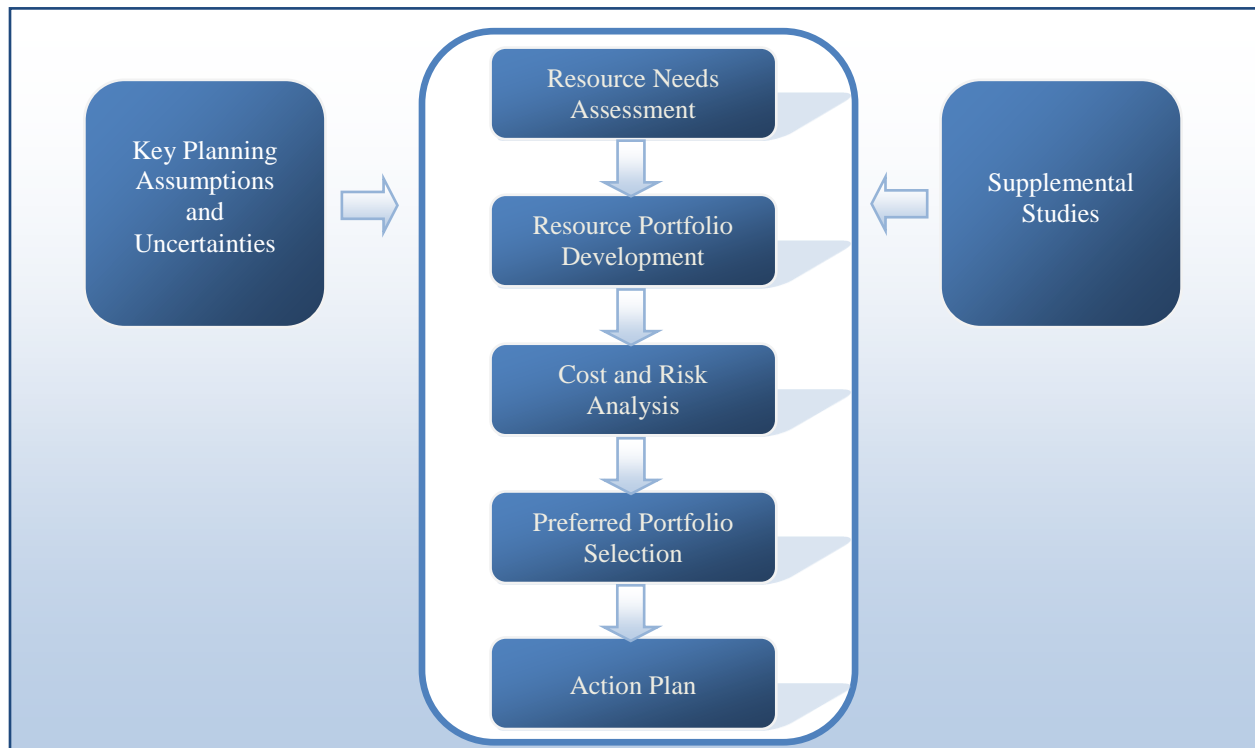 Key Planning
Assumptions
and
Uncertainties
Resource Needs
Assessment
Resource Portfolio
Development
Cost and Risk
Analysis
Preferred Portfolio
Selection
Action Plan
Supplemental
Studies